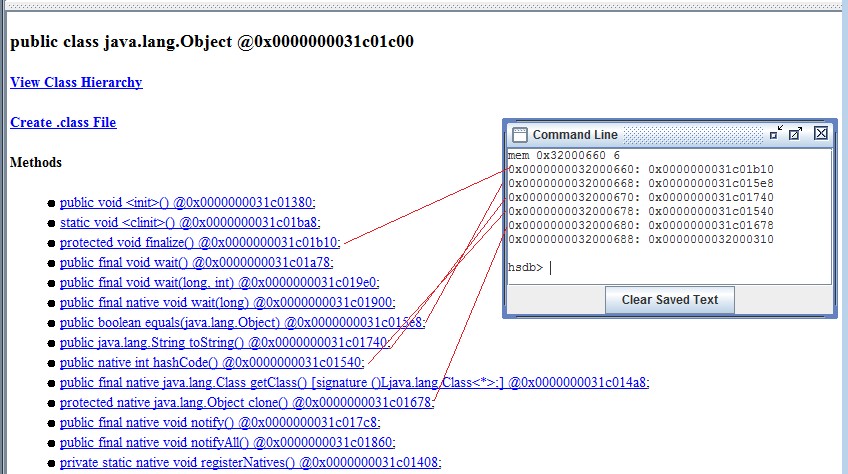 public class java.lang.Object @0x0000000031c01c00
View Class Hierarchy
Create .class File
Methods
public void <init>() @0x0000000031c01380;
static void <clinit>() @0x0000000031c01ba8;
protected void finalize() @0x0000000031c01b10;
public final void wait() @0x0000000031c01a78;
public final void wait(long, int) @0x0000000031c019e0;
public final native void wait(long) @0x0000000031c01900;
public boolean equals(java.lang.Object) @0x0000000031c015e8;
public java.lang.String toString() @0x0000000031c01740;
public native int hashCode() @0x0000000031c01540;
public final native java.lang.Class getClass() [signature ()Ljava.lang.Class<*>;] @0x0000000031c014a8;
protected native java.lang.Object clone() @0x0000000031c01678;
public final native void notify() @0x0000000031c017c8;
public final native void notifyAll() @0x0000000031c01860;
private static native void registerNatives() @0x0000000031c01408;
Command Line
mem 0x32000660 6
0x0000000032000660: 0x0000000031c01b10
0x0000000032000668: 0x0000000031c015e8
0x0000000032000670: 0x0000000031c01740
0x0000000032000678: 0x0000000031c01540
0x0000000032000680: 0x0000000031c01678
0x0000000032000688: 0x0000000032000310
hsdb>
Clear Saved Text